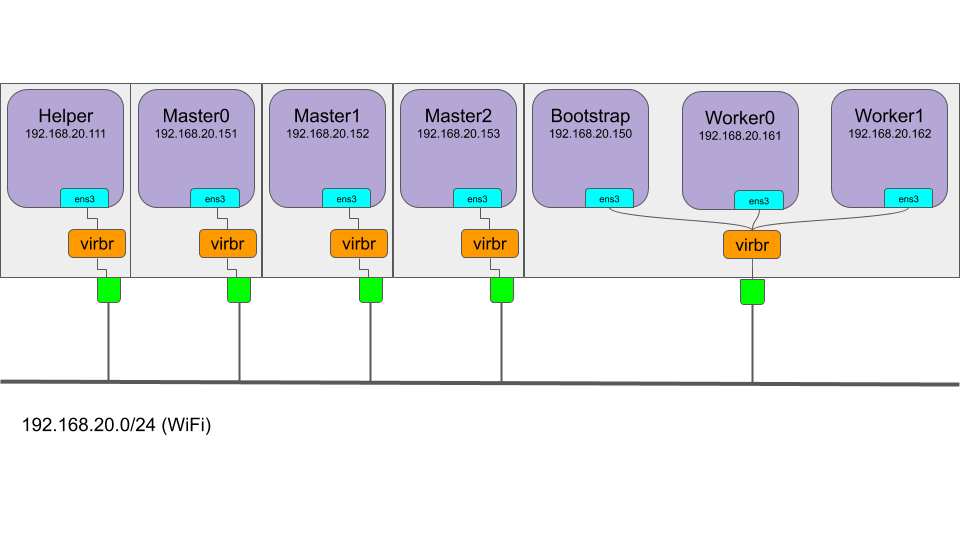 Helper
192.168.20.111
Master0
192.168.20.151
Master1
192.168.20.152
Master2
192.168.20.153
Bootstrap
192.168.20.150
Worker0
192.168.20.161
Worker1
192.168.20.162
ens3
ens3
ens3
ens3
ens3
ens3
ens3
virbr
virbr
virbr
virbr
virbr
192.168.20.0/24 (WiFi)